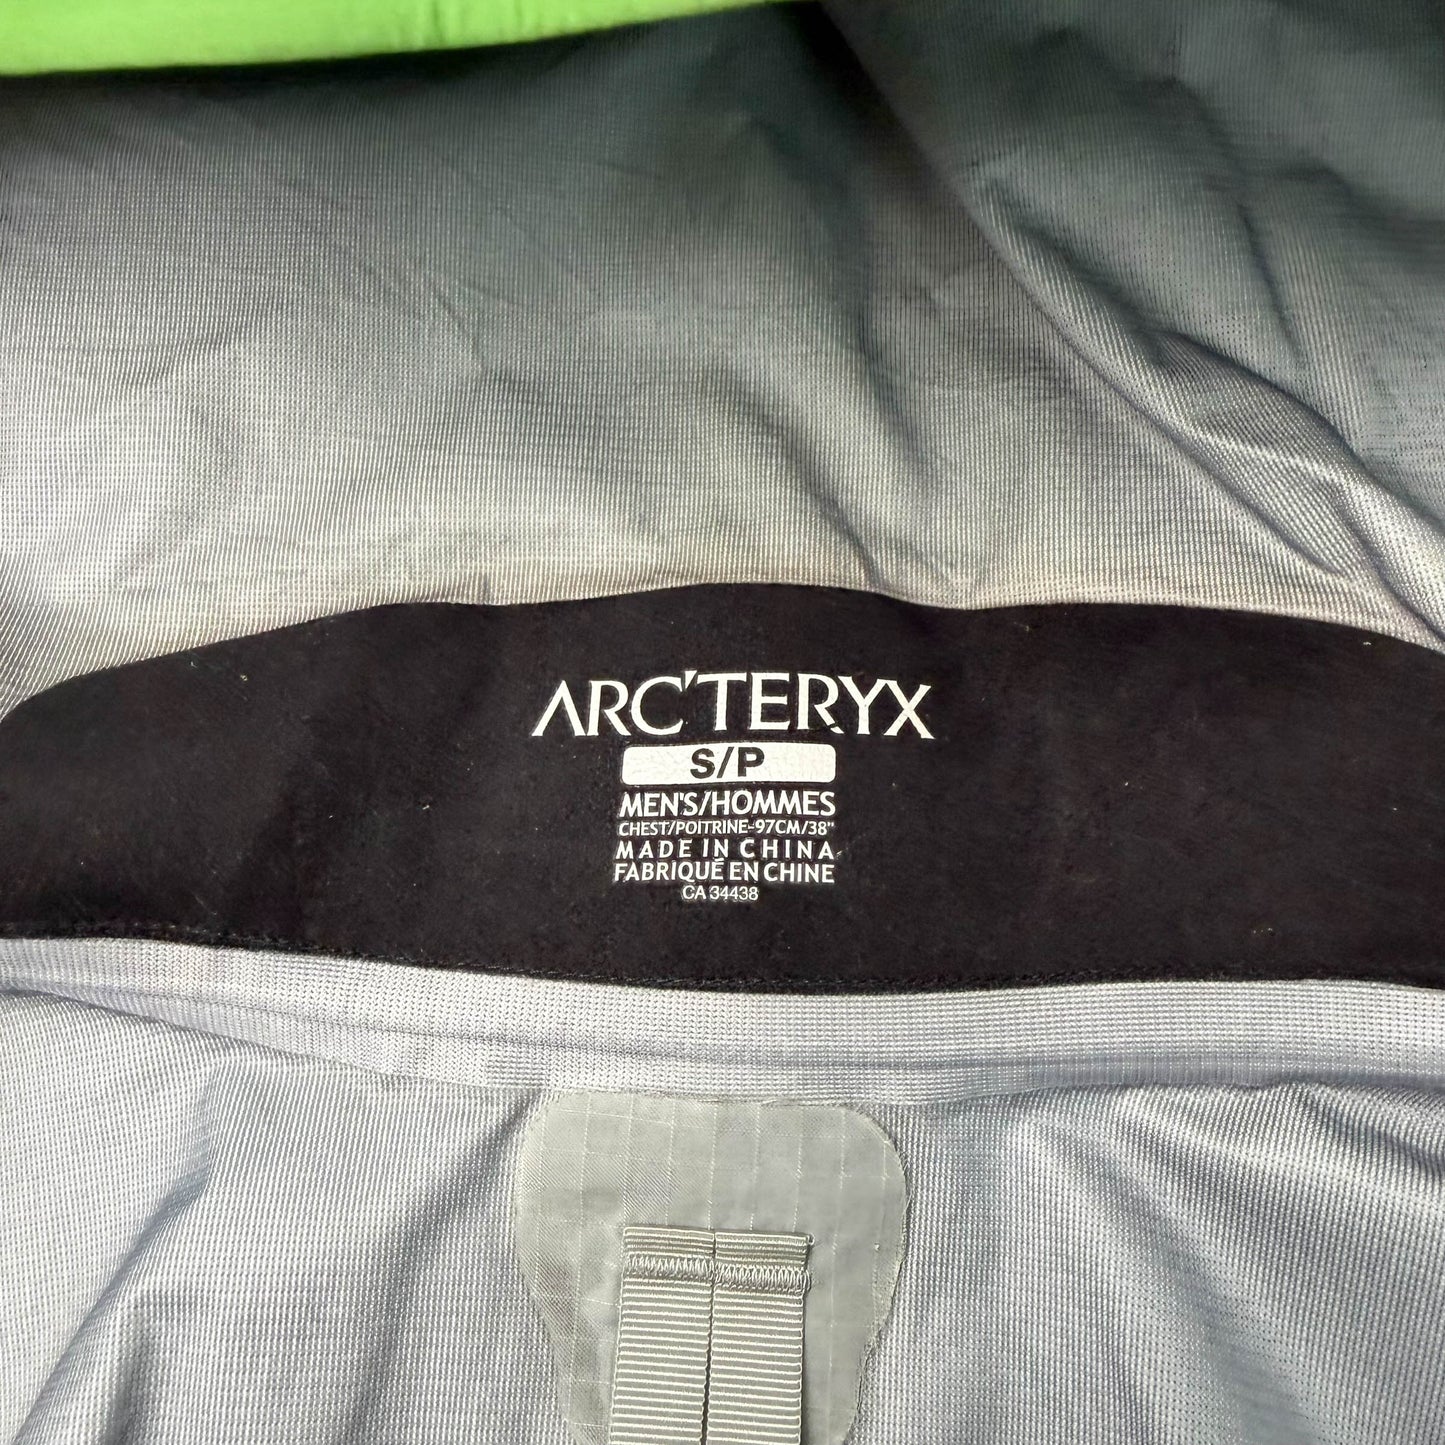 ARC'TERYX
S/P
MEN'S/HOMMES
CHEST/POITRINE-97CM/38"
MADE IN CHINA
FABRIQUÉ EN CHINE
CA 34438